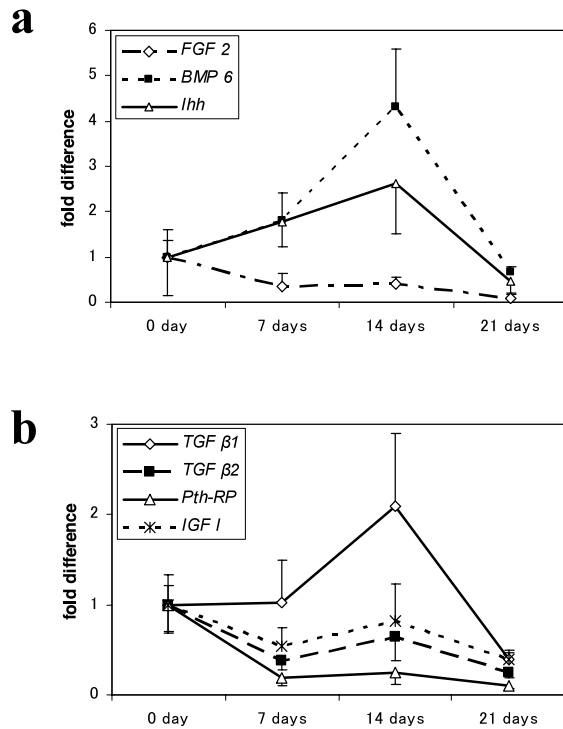 a
6
5
4
3
2
1
0
fold difference
FGF 2
BMP 6
Ihh
0 day
7 days
14 days
21 days
b
3
2
1
0
fold difference
TGF β1
TGF β2
Pth-RP
IGF I
0 day
7 days
14 days
21 days